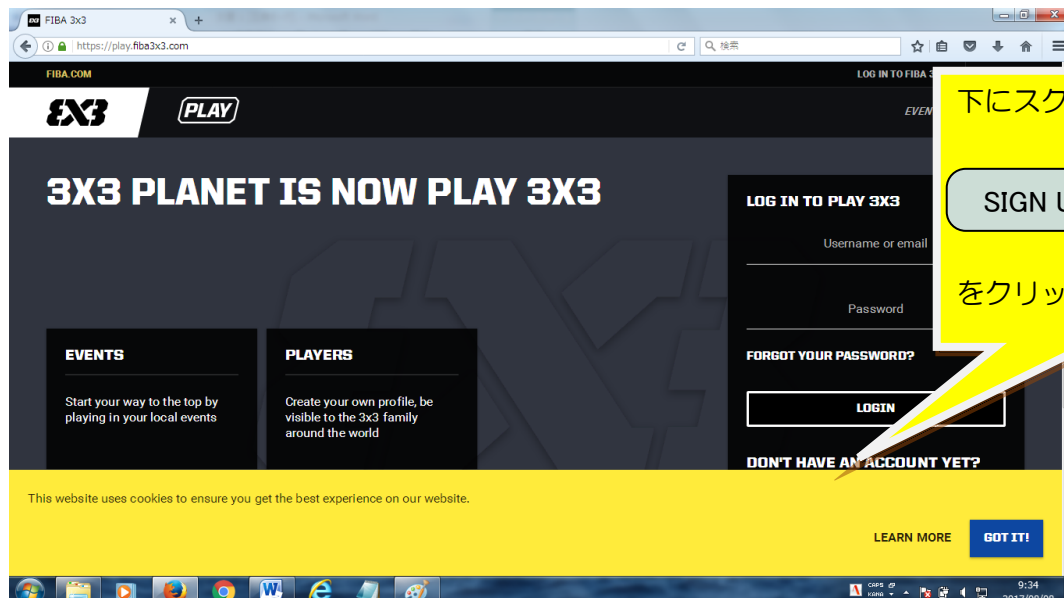 FIBA 3x3
https://play.fiba3x3.com
検索
FIBA.COM
LOG IN TO FIBA
3X3
PLAY
3X3 PLANET IS NOW PLAY 3X3
LOG IN TO PLAY 3X3
Username or email
Password
FORGOT YOUR PASSWORD?
LOGIN
DON'T HAVE AN ACCOUNT YET?
下にスク
SIGN U
をクリッ
EVENTS
Start your way to the top by
playing in your local events
PLAYERS
Create your own profile, be
visible to the 3x3 family
around the world
This website uses cookies to ensure you get the best experience on our website.
LEARN MORE
GOT IT!
CAPS
KANA
9:34